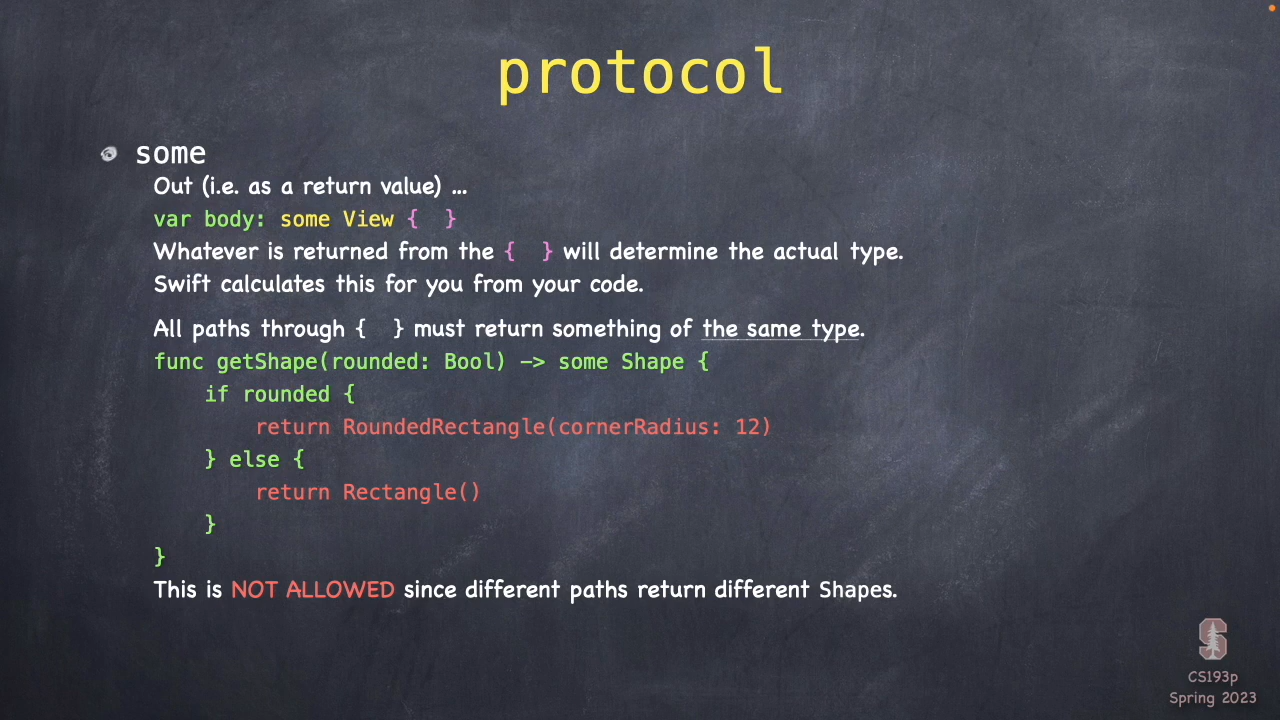 protocol
some
Out (i.e. as a return value) ...
var body: some View {  }
Whatever is returned from the {  } will determine the actual type.
Swift calculates this for you from your code.
All paths through {  } must return something of the same type.
func getShape(rounded: Bool) -> some Shape {
    if rounded {
        return RoundedRectangle(cornerRadius: 12)
    } else {
        return Rectangle()
    }
}
This is NOT ALLOWED since different paths return different Shapes.
S
CS193p
Spring 2023